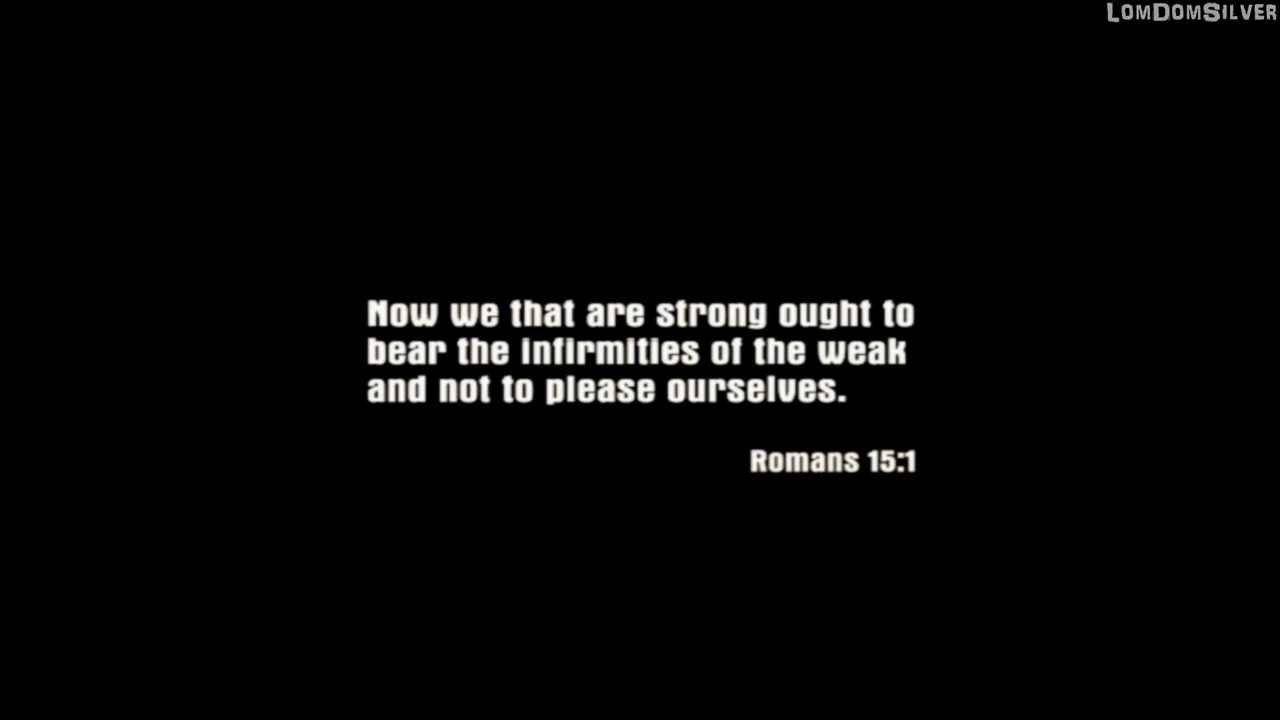 LomDomSilver
Now we that are strong ought to
bear the infirmities of the weak
and not to please ourselves.
Romans 15:1